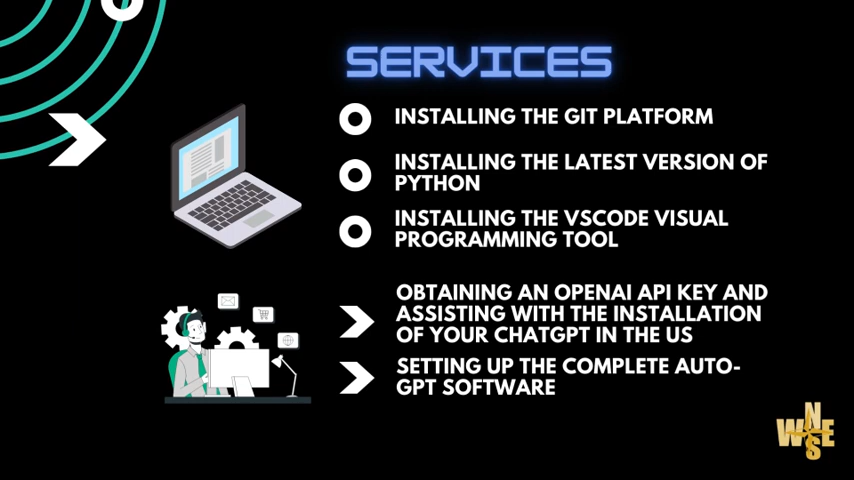 SERVICES
INSTALLING THE GIT PLATFORM
INSTALLING THE LATEST VERSION OF
PYTHON
INSTALLING THE VSCODE VISUAL
PROGRAMMING TOOL
OBTAINING AN OPENAI API KEY AND
ASSISTING WITH THE INSTALLATION
OF YOUR CHATGPT IN THE US
SETTING UP THE COMPLETE AUTO-
GPT SOFTWARE
N
W E
S